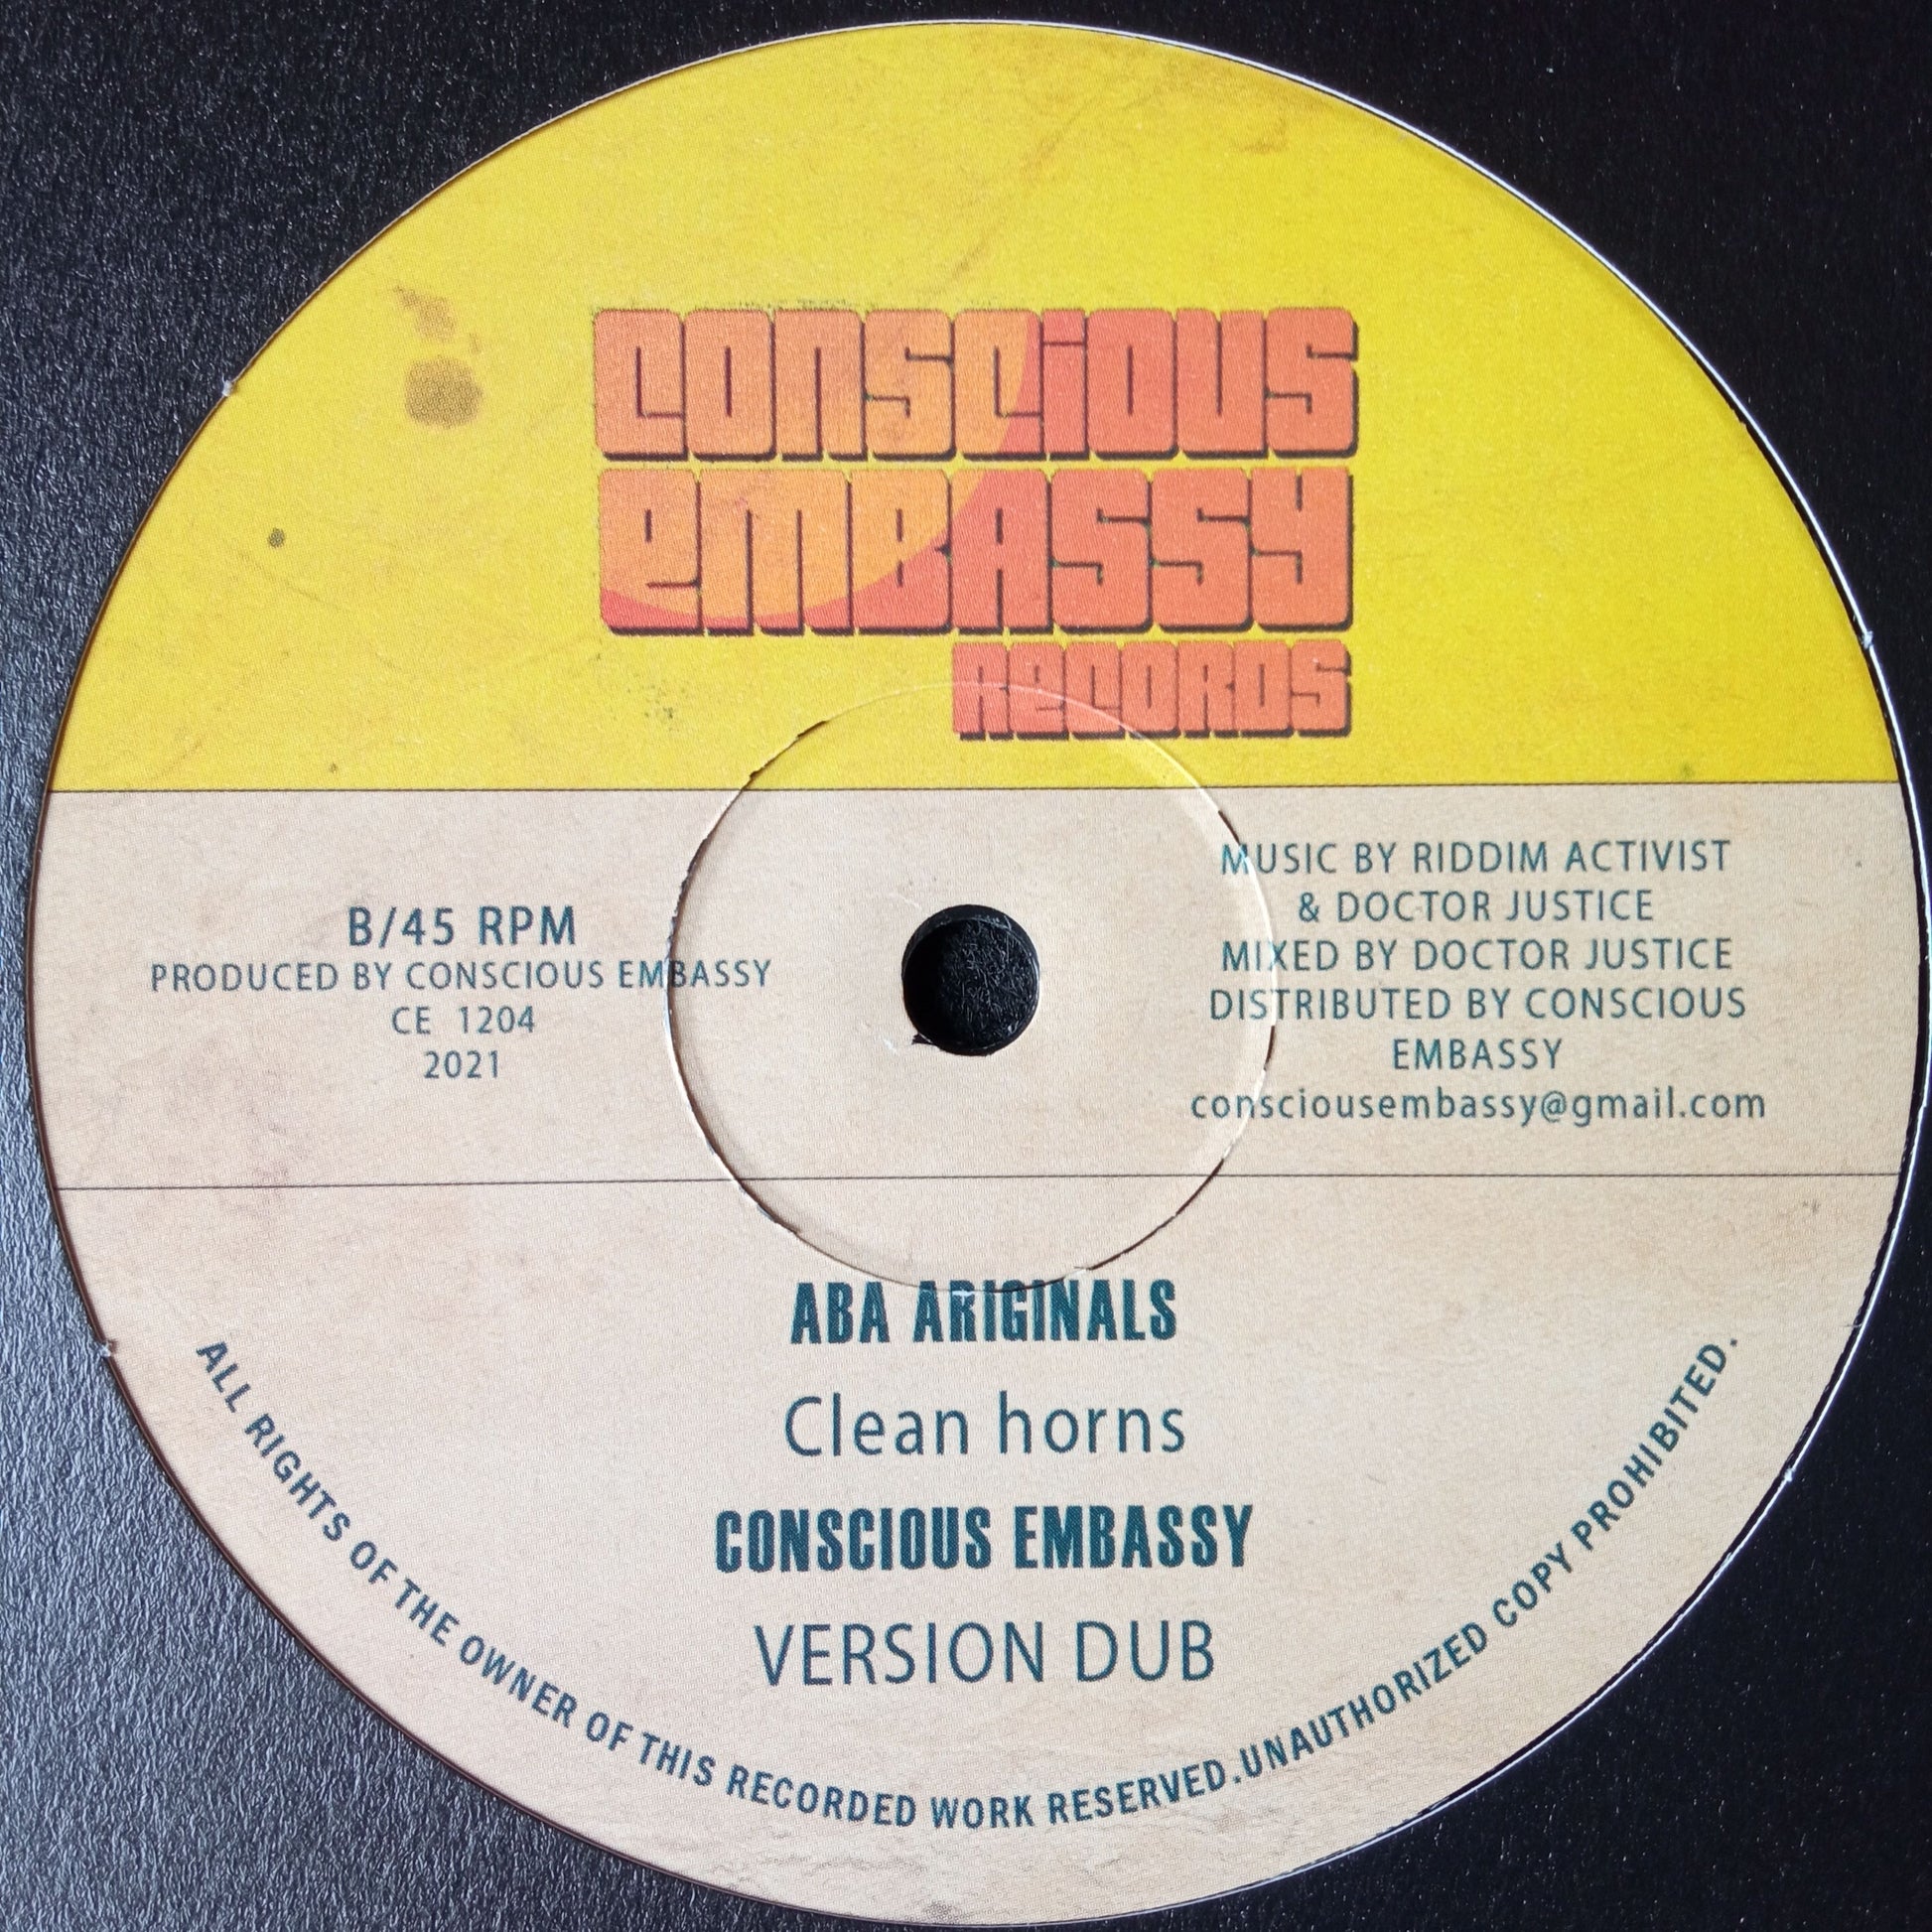 CONSCIOUS
EMBASSY
RECORDS
B/45 RPM
PRODUCED BY CONSCIOUS EMBASSY
CE 1204
2021
MUSIC BY RIDDIM ACTIVIST
& DOCTOR JUSTICE
MIXED BY DOCTOR JUSTICE
DISTRIBUTED BY CONSCIOUS
EMBASSY
consciousembassy@gmail.com
ABA ARIGINALS
Clean horns
CONSCIOUS EMBASSY
VERSION DUB
ALL RIGHTS OF THE OWNER OF THIS RECORDED WORK RESERVED.UNAUTHORIZED COPY PROHIBITED.